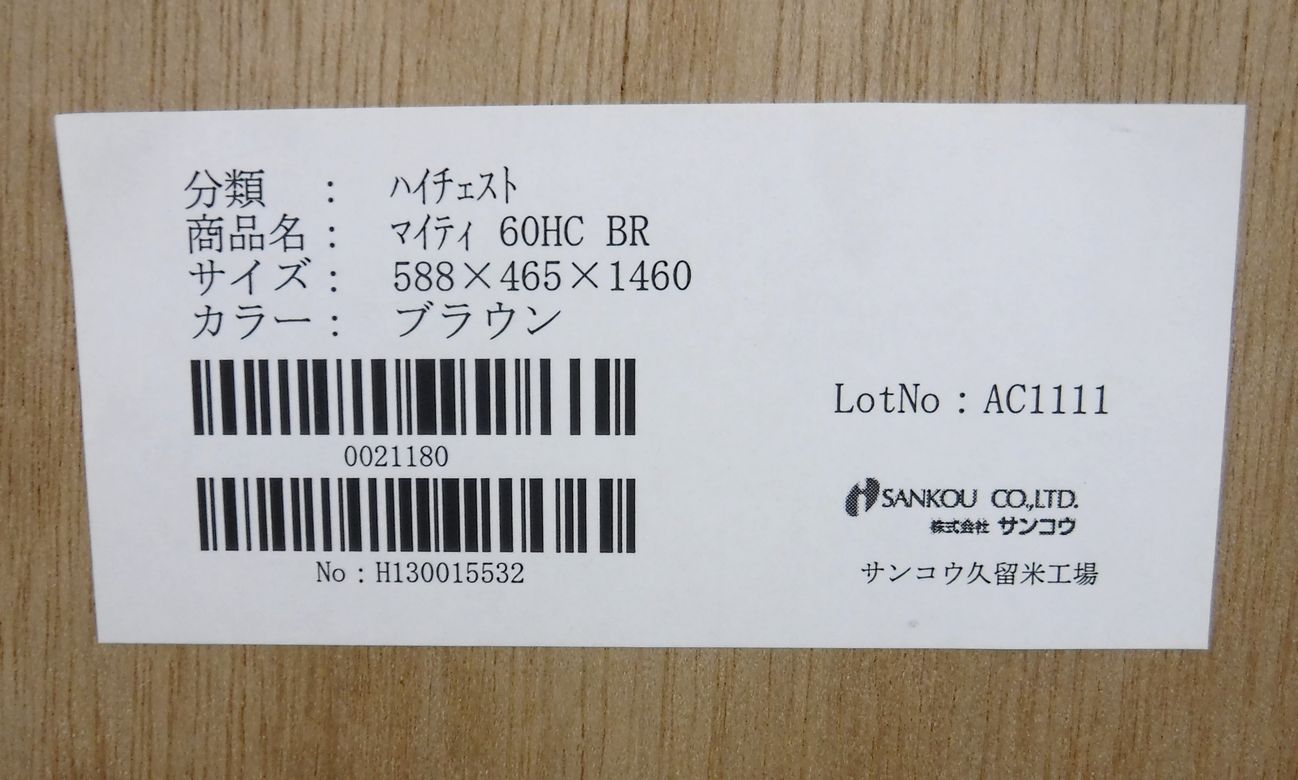 分類　：　ﾊｲﾁｪｽﾄ
商品名：　ﾏｲﾃｨ 60HC BR
サイズ：　588×465×1460
カラー：　ブラウン
0021180
No：H130015532
LotNo：AC1111
SANKOU CO.,LTD.
株式会社 サンコウ
サンコウ久留米工場